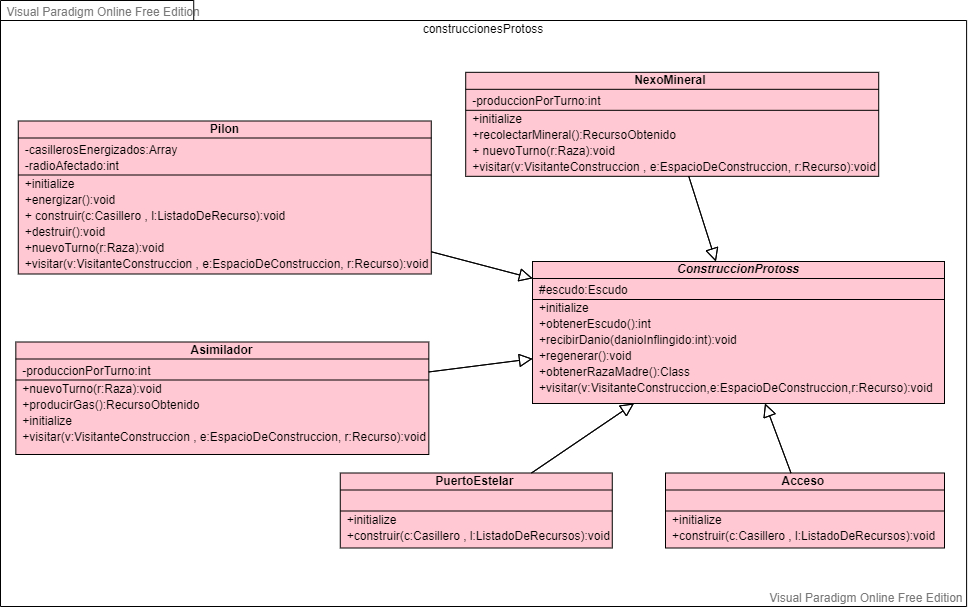 Visual Paradigm Online Free Edition
construccionesProtoss
NexoMineral
-produccionPorTurno:int
+initialize
+recolectarMineral():RecursoObtenido
+ nuevoTurno(r:Raza):void
+visitar(v:VisitanteConstruccion , e:EspacioDeConstruccion, r:Recurso):void
Pilon
-casillerosEnergizados:Array
-radioAfectado:int
+initialize
+energizar():void
+ construir(c:Casillero , l:ListadoDeRecurso):void
+destruir():void
+nuevoTurno(r:Raza):void
+visitar(v:VisitanteConstruccion , e:EspacioDeConstruccion, r:Recurso):void
ConstruccionProtoss
#escudo:Escudo
+initialize
+obtenerEscudo():int
+recibirDanio(danioInflingido:int):void
+regenerar():void
+obtenerRazaMadre():Class
+visitar(v:VisitanteConstruccion,e:EspacioDeConstruccion,r:Recurso):void
Asimilador
-produccionPorTurno:int
+nuevoTurno(r:Raza):void
+producirGas():RecursoObtenido
+initialize
+visitar(v:VisitanteConstruccion , e:EspacioDeConstruccion, r:Recurso):void
PuertoEstelar
+initialize
+construir(c:Casillero , l:ListadoDeRecursos):void
Acceso
+initialize
+construir(c:Casillero , l:ListadoDeRecursos):void
Visual Paradigm Online Free Edition